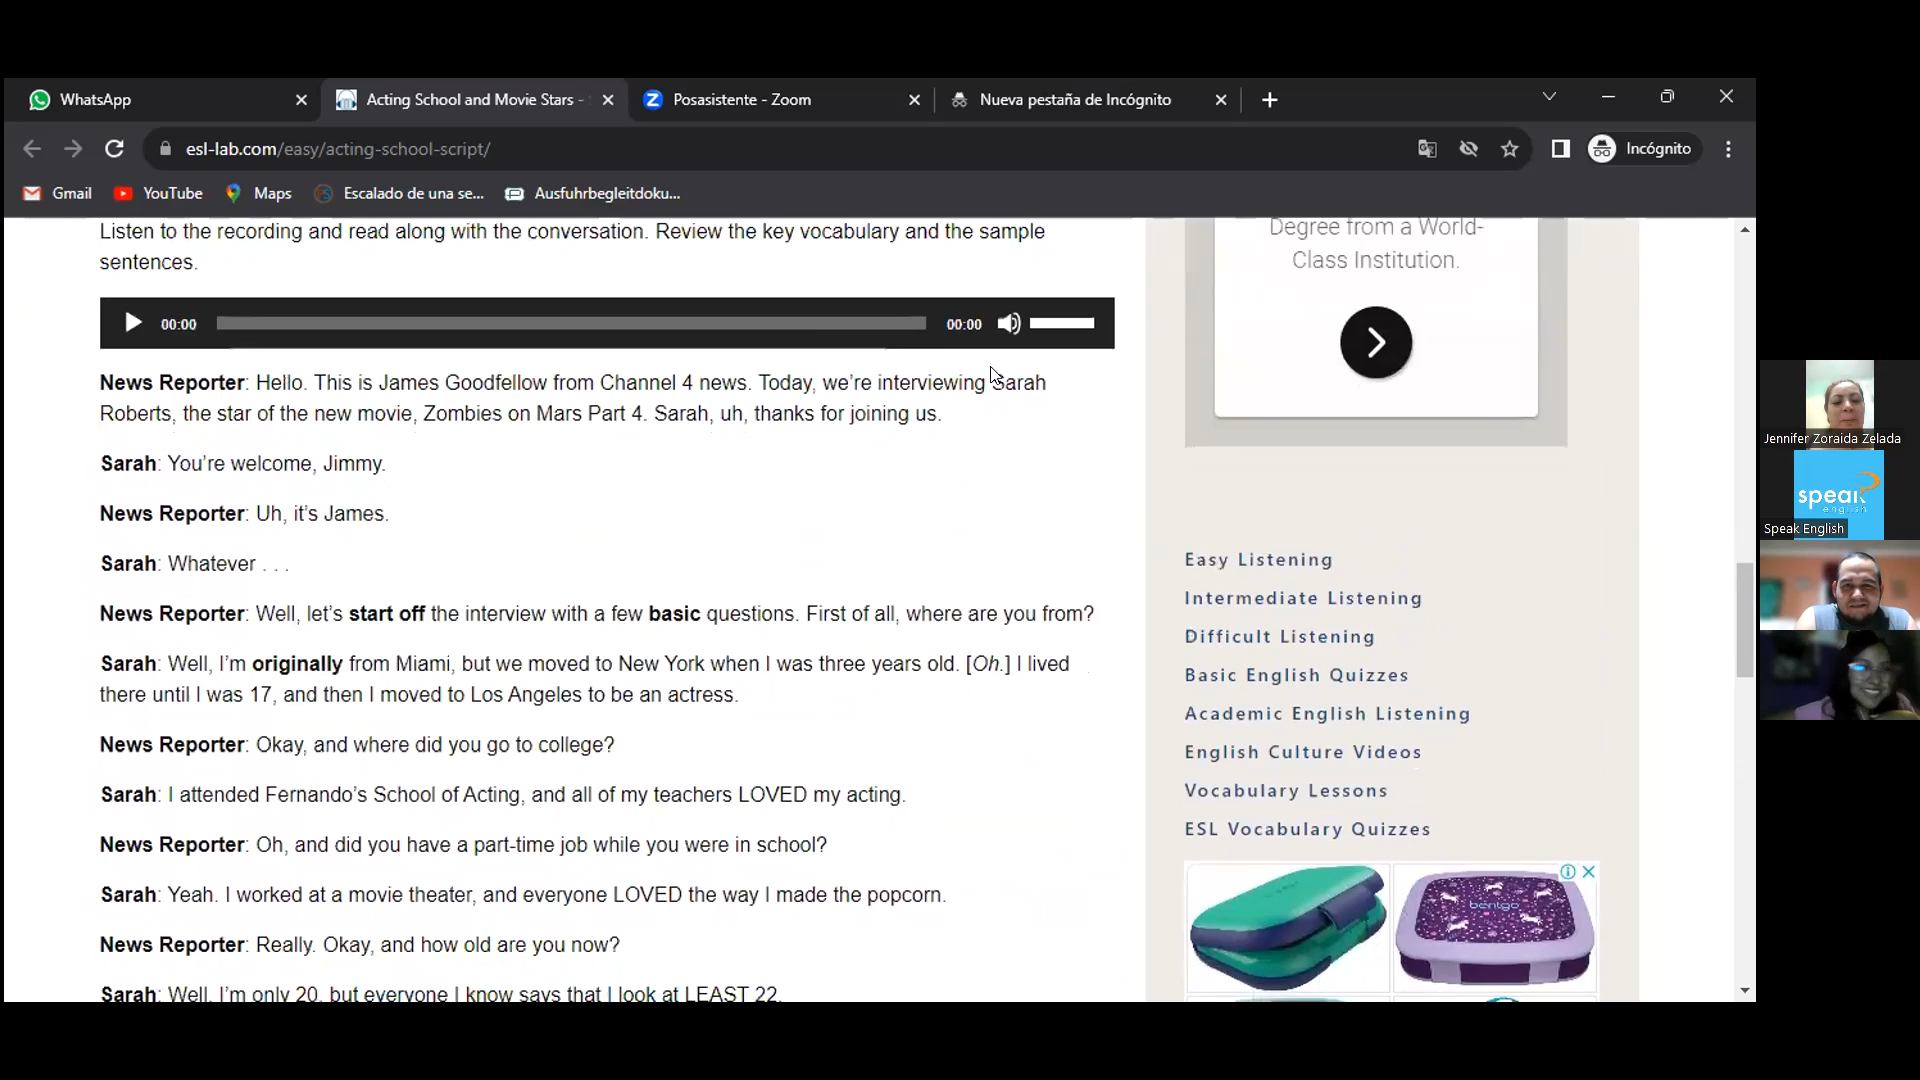 WhatsApp
Acting School and Movie Stars -
Posasistente - Zoom
Nueva pestaña de Incógnito
esl-lab.com/easy/acting-school-script/
Incógnito
Gmail
YouTube
Maps
Escalado de una se...
Ausfuhrbegleitdoku...
Listen to the recording and read along with the conversation. Review the key vocabulary and the sample
sentences.
00:00
00:00
News Reporter: Hello. This is James Goodfellow from Channel 4 news. Today, we're interviewing Sarah
Roberts, the star of the new movie, Zombies on Mars Part 4. Sarah, uh, thanks for joining us.
Sarah: You're welcome, Jimmy.
News Reporter: Uh, it's James.
Sarah: Whatever . . .
News Reporter: Well, let's start off the interview with a few basic questions. First of all, where are you from?
Sarah: Well, I'm originally from Miami, but we moved to New York when I was three years old. [Oh.] I lived
there until I was 17, and then I moved to Los Angeles to be an actress.
News Reporter: Okay, and where did you go to college?
Sarah: I attended Fernando's School of Acting, and all of my teachers LOVED my acting.
News Reporter: Oh, and did you have a part-time job while you were in school?
Sarah: Yeah. I worked at a movie theater, and everyone LOVED the way I made the popcorn.
News Reporter: Really. Okay, and how old are you now?
Sarah: Well, I'm only 20, but everyone I know says that I look at LEAST 22.
Degree from a World-
Class Institution.
Easy Listening
Intermediate Listening
Difficult Listening
Basic English Quizzes
Academic English Listening
English Culture Videos
Vocabulary Lessons
ESL Vocabulary Quizzes
bentgo
Jennifer Zoraida Zelada
speak
english
Speak English